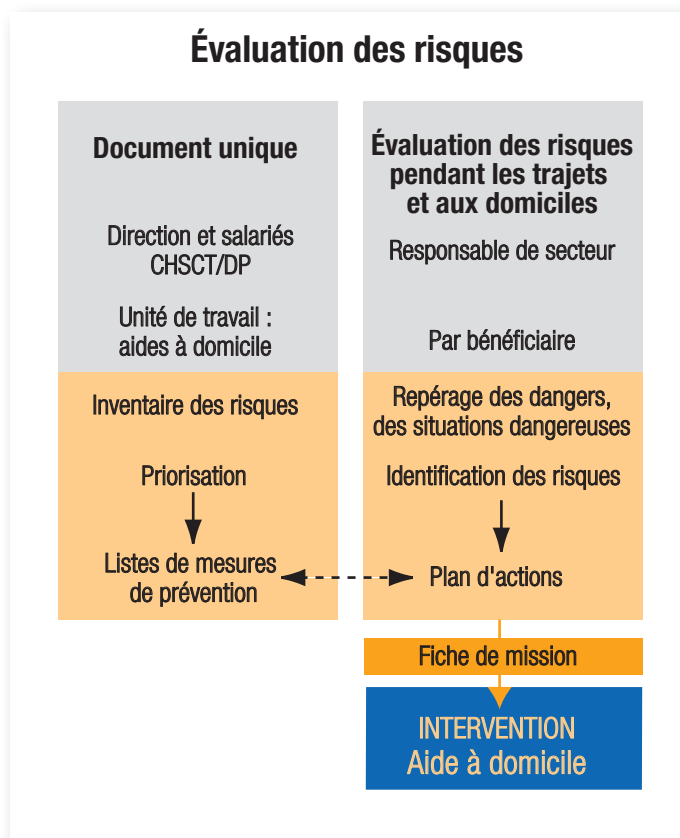 Évaluation des risques
Document unique
Direction et salariés
CHSCT/DP
Unité de travail :
aides à domicile
Inventaire des risques
Priorisation
Listes de mesures
de prévention
Évaluation des risques
pendant les trajets
et aux domiciles
Responsable de secteur
Par bénéficiaire
Repérage des dangers,
des situations dangereuses
Identification des risques
Plan d'actions
Fiche de mission
INTERVENTION
Aide à domicile